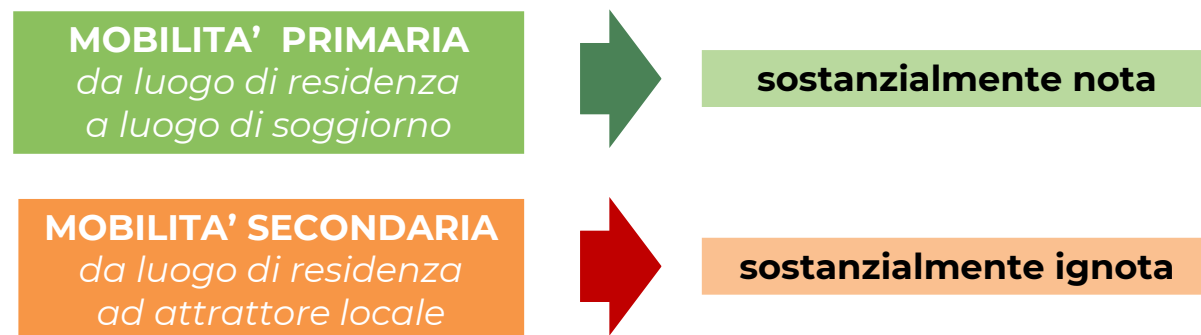 MOBILITA’ PRIMARIA
da luogo di residenza
a luogo di soggiorno
sostanzialmente nota
MOBILITA’ SECONDARIA
da luogo di residenza
ad attrattore locale
sostanzialmente ignota